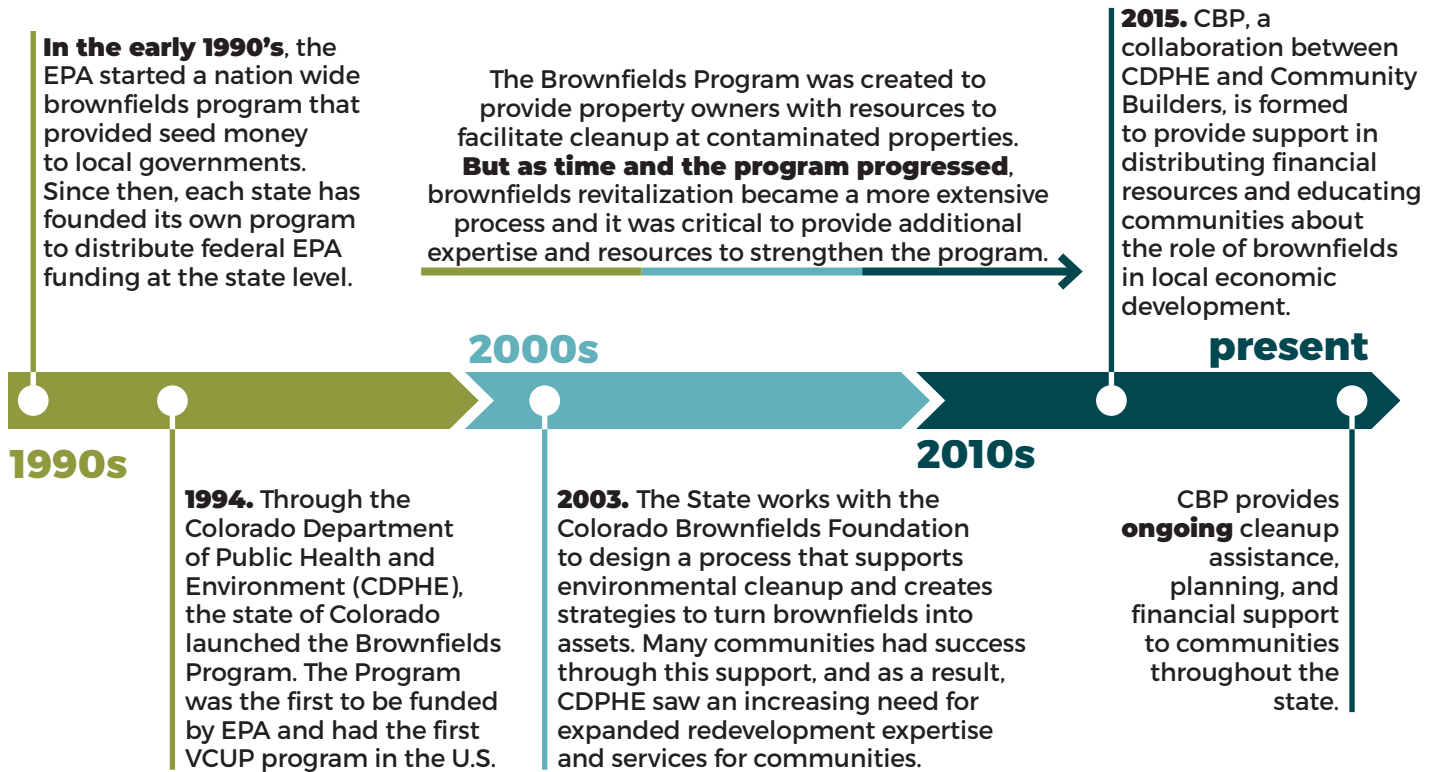 In the early 1990's, the
EPA started a nation wide
brownfields program that
provided seed money
to local governments.
Since then, each state has
founded its own program
to distribute federal EPA
funding at the state level.
The Brownfields Program was created to
provide property owners with resources to
facilitate cleanup at contaminated properties.
But as time and the program progressed,
brownfields revitalization became a more extensive
process and it was critical to provide additional
expertise and resources to strengthen the program.
2015. CBP, a
collaboration between
CDPHE and Community
Builders, is formed
to provide support in
distributing financial
resources and educating
communities about
the role of brownfields
in local economic
development.
2000s
present
1990s
2010s
1994. Through the
Colorado Department
of Public Health and
Environment (CDPHE),
the state of Colorado
launched the Brownfields
Program. The Program
was the first to be funded
by EPA and had the first
VCUP program in the U.S.
2003. The State works with the
Colorado Brownfields Foundation
to design a process that supports
environmental cleanup and creates
strategies to turn brownfields into
assets. Many communities had success
through this support, and as a result,
CDPHE saw an increasing need for
expanded redevelopment expertise
and services for communities.
CBP provides
ongoing cleanup
assistance,
planning, and
financial support
to communities
throughout the
state.